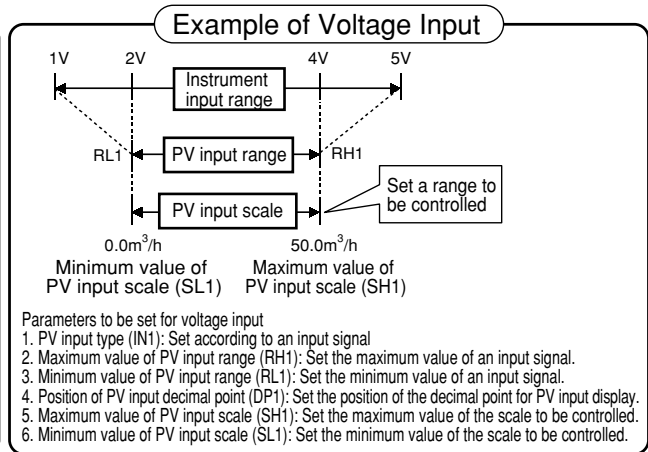 Example of Voltage Input
1V 2V 4V 5V
Instrument
input range
RL1 PV input range RH1
Set a range to
be controlled
PV input scale
0.0m³/h 50.0m³/h
Minimum value of Maximum value of
PV input scale (SL1) PV input scale (SH1)
Parameters to be set for voltage input
1. PV input type (IN1): Set according to an input signal
2. Maximum value of PV input range (RH1): Set the maximum value of an input signal.
3. Minimum value of PV input range (RL1): Set the minimum value of an input signal.
4. Position of PV input decimal point (DP1): Set the position of the decimal point for PV input display.
5. Maximum value of PV input scale (SH1): Set the maximum value of the scale to be controlled.
6. Minimum value of PV input scale (SL1): Set the minimum value of the scale to be controlled.